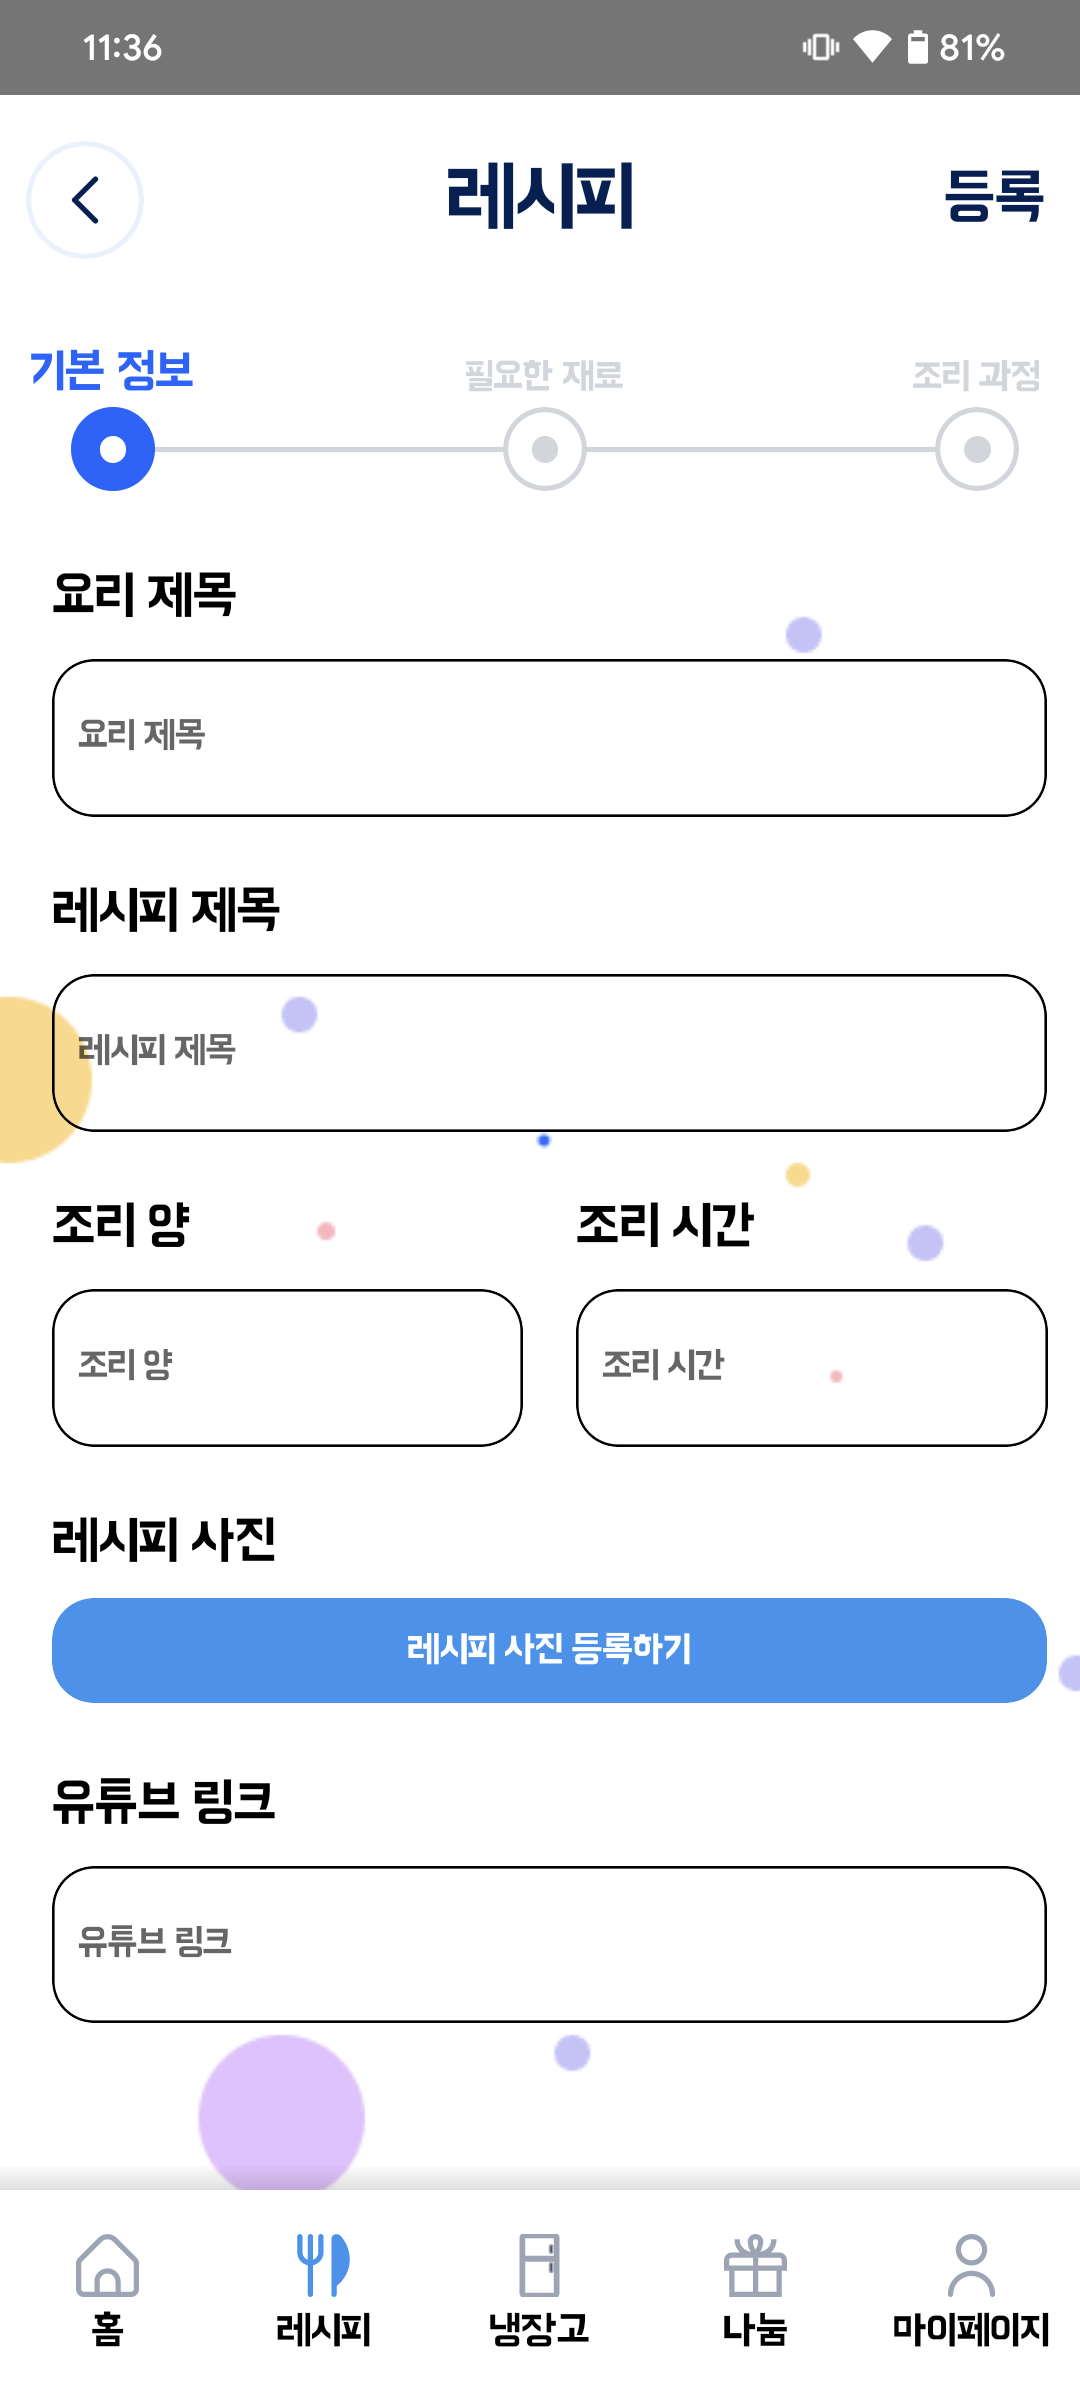 11:36
81%
레시피
등록
기본 정보
필요한 재료
조리 과정
요리 제목
요리 제목
레시피 제목
레시피 제목
조리 양
조리 시간
조리 양
조리 시간
레시피 사진
레시피 사진 등록하기
유튜브 링크
유튜브 링크
홈
레시피
냉장고
나눔
마이페이지